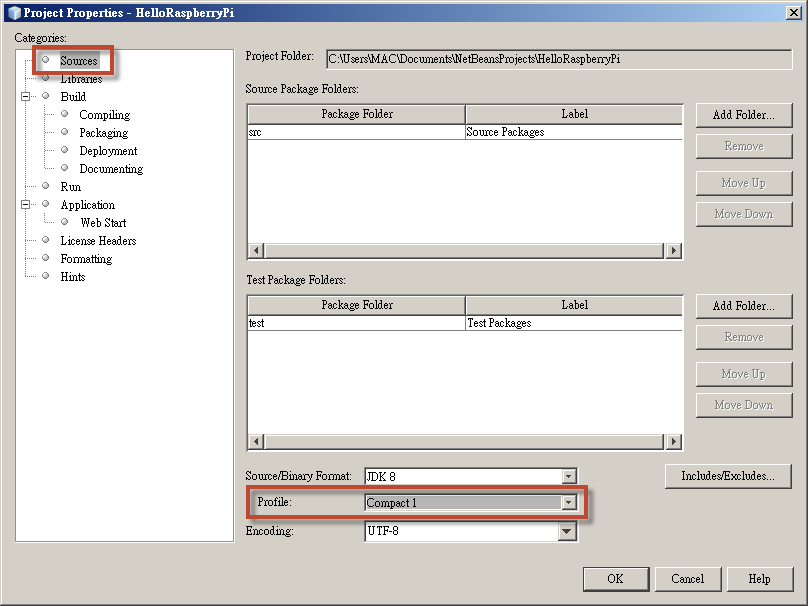 Project Properties - HelloRaspberryPi
Categories:
Sources
Libraries
Build
Compiling
Packaging
Deployment
Documenting
Run
Application
Web Start
License Headers
Formatting
Hints
Project Folder: C:\Users\MAC\Documents\NetBeansProjects\HelloRaspberryPi
Source Package Folders:
Package Folder Label
src Source Packages
Add Folder...
Remove
Move Up
Move Down
Test Package Folders:
Package Folder Label
test Test Packages
Add Folder...
Remove
Move Up
Move Down
Source/Binary Format: JDK 8 Includes/Excludes...
Profile: Compact 1
Encoding: UTF-8
OK Cancel Help